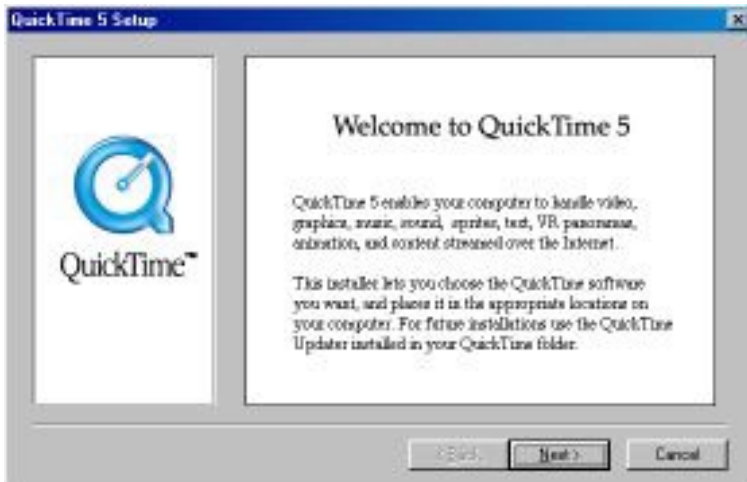 QuickTime 5 Setup
Welcome to QuickTime 5
QuickTime™
QuickTime 5 enables your computer to handle video,
graphics, music, sound, sprites, text, VR panoramas,
animation, and content streamed over the Internet.
This installer lets you choose the QuickTime software
you want, and places it in the appropriate locations on
your computer. For future installations use the QuickTime
Updater installed in your QuickTime folder.
< Back
Next >
Cancel